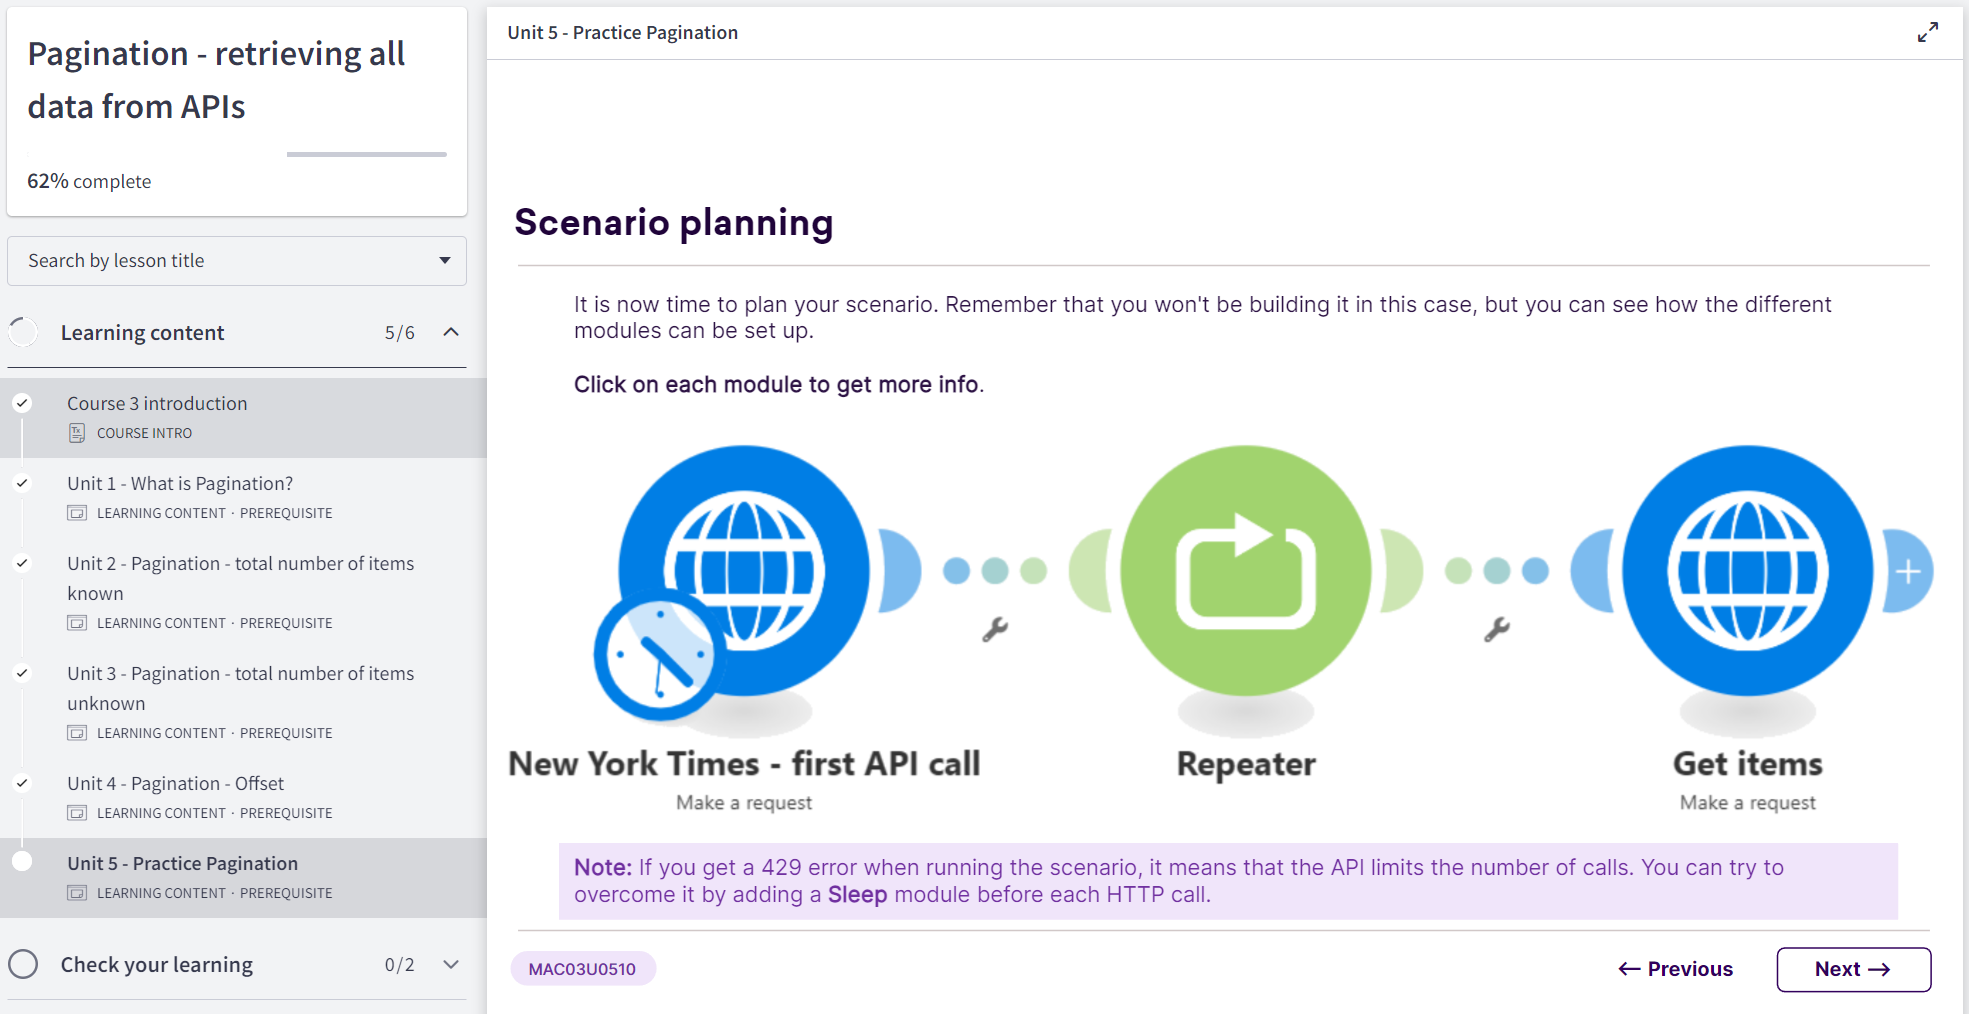 Pagination - retrieving all
data from APIs
62% complete
Search by lesson title
Learning content 5/6
Course 3 introduction
COURSE INTRO
Unit 1 - What is Pagination?
LEARNING CONTENT · PREREQUISITE
Unit 2 - Pagination - total number of items
known
LEARNING CONTENT · PREREQUISITE
Unit 3 - Pagination - total number of items
unknown
LEARNING CONTENT · PREREQUISITE
Unit 4 - Pagination - Offset
LEARNING CONTENT · PREREQUISITE
Unit 5 - Practice Pagination
LEARNING CONTENT · PREREQUISITE
Check your learning 0/2
Unit 5 - Practice Pagination
Scenario planning
It is now time to plan your scenario. Remember that you won't be building it in this case, but you can see how the different
modules can be set up.
Click on each module to get more info.
New York Times - first API call
Make a request
Repeater
Get items
Make a request
Note: If you get a 429 error when running the scenario, it means that the API limits the number of calls. You can try to
overcome it by adding a Sleep module before each HTTP call.
MAC03U0510
← Previous
Next →